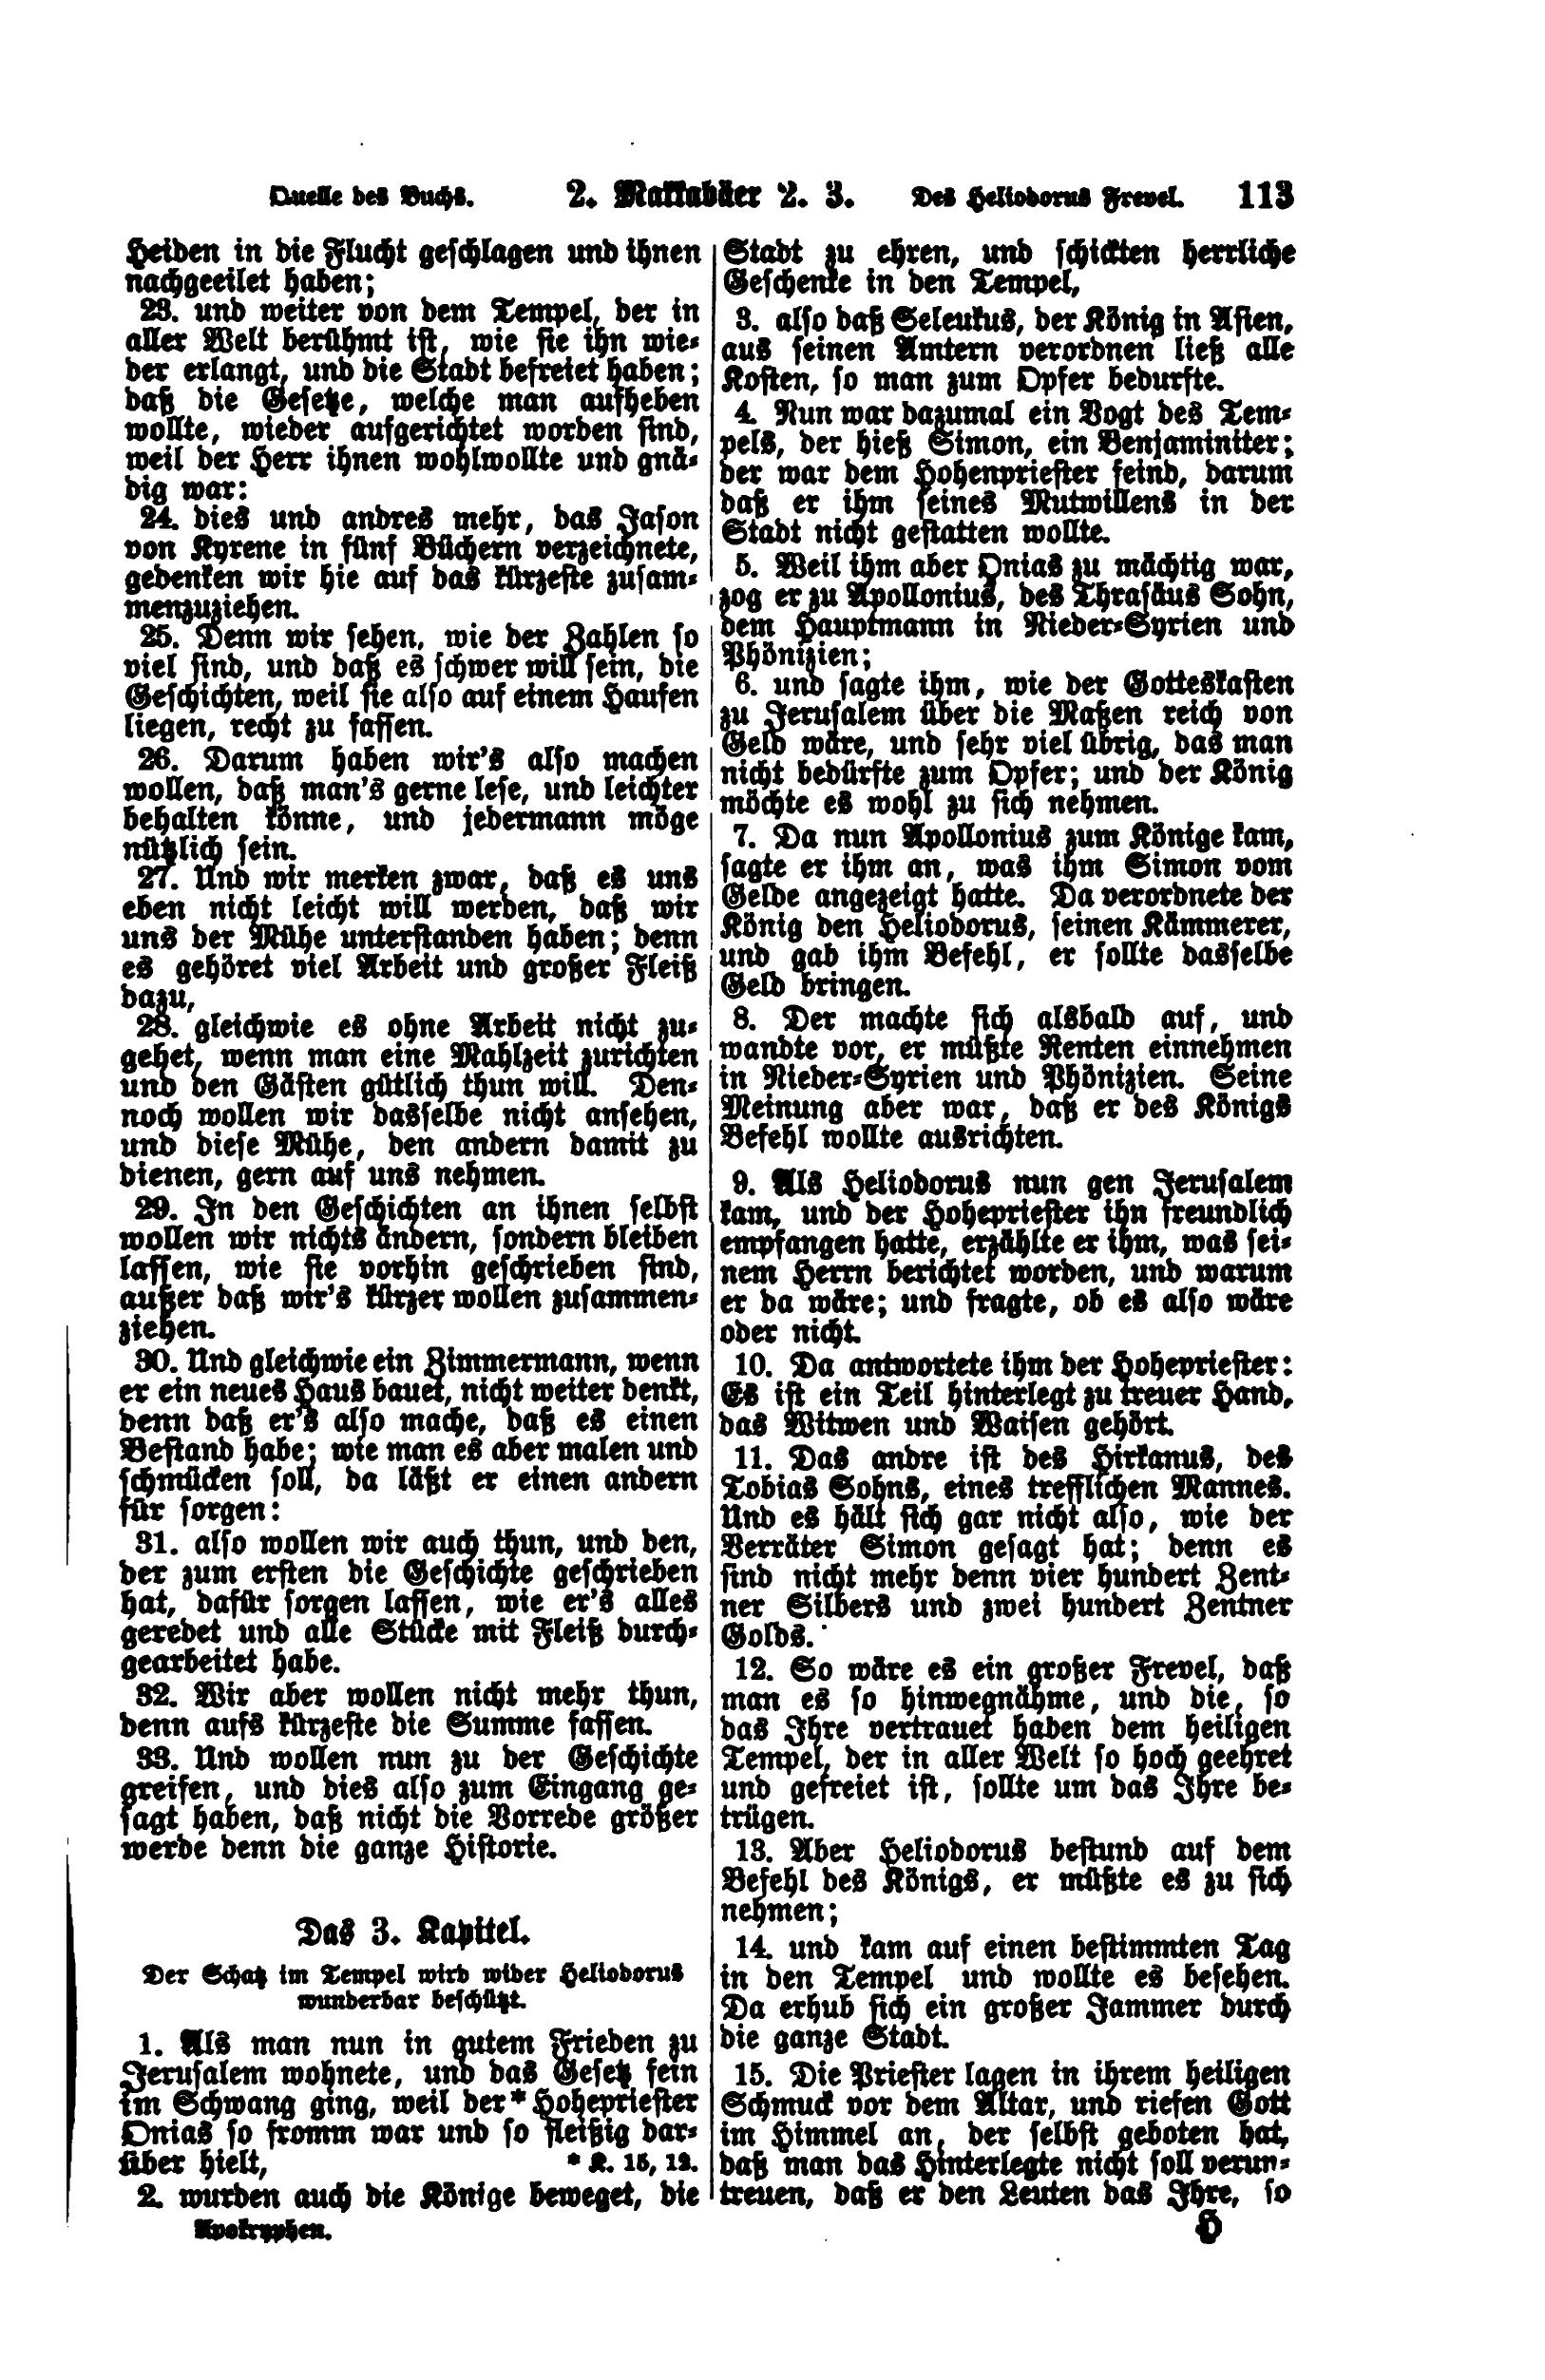 Quelle des Buchs. 2. Makkabäer 2. 3. Des Heliodorus Frevel. 113
Heiden in die Flucht geschlagen und ihnen
nachgeeilet haben;
23. und weiter von dem Tempel, der in
aller Welt berühmt ist, wie sie ihn wie-
der erlangt, und die Stadt befreiet haben;
daß die Gesetze, welche man aufheben
wollte, wieder aufgerichtet worden sind,
weil der Herr ihnen wohlwollte und gnä-
dig war:
24. dies und andres mehr, das Jason
von Kyrene in fünf Büchern verzeichnete,
gedenken wir hie auf das kürzeste zusam-
menzuziehen.
25. Denn wir sehen, wie der Zahlen so
viel sind, und daß es schwer will sein, die
Geschichten, weil sie also auf einem Haufen
liegen, recht zu fassen.
26. Darum haben wir's also machen
wollen, daß man's gerne lese, und leichter
behalten könne, und jedermann möge
nützlich sein.
27. Und wir merken zwar, daß es uns
eben nicht leicht will werden, daß wir
uns der Mühe unterstanden haben; denn
es gehöret viel Arbeit und großer Fleiß
dazu,
28. gleichwie es ohne Arbeit nicht zu-
gehet, wenn man eine Mahlzeit zurichten
und den Gästen gütlich thun will. Den-
noch wollen wir dasselbe nicht ansehen,
und diese Mühe, den andern damit zu
dienen, gern auf uns nehmen.
29. In den Geschichten an ihnen selbst
wollen wir nichts ändern, sondern bleiben
lassen, wie sie vorhin geschrieben sind,
außer daß wir's kürzer wollen zusammen-
ziehen.
30. Und gleichwie ein Zimmermann, wenn
er ein neues Haus bauet, nicht weiter denkt,
denn daß er's also mache, daß es einen
Bestand habe; wie man es aber malen und
schmücken soll, da läßt er einen andern
für sorgen:
31. also wollen wir auch thun, und den,
der zum ersten die Geschichte geschrieben
hat, dafür sorgen lassen, wie er's alles
geredet und alle Stücke mit Fleiß durch-
gearbeitet habe.
32. Wir aber wollen nicht mehr thun,
denn aufs kürzeste die Summe fassen.
33. Und wollen nun zu der Geschichte
greifen, und dies also zum Eingang ge-
sagt haben, daß nicht die Vorrede größer
werde denn die ganze Historie.
Das 3. Kapitel.
Der Schatz im Tempel wird wider Heliodorus
wunderbar beschützt.
1. Als man nun in gutem Frieden zu
Jerusalem wohnete, und das Gesetz fein
im Schwang ging, weil der * Hohepriester
Onias so fromm war und so fleißig dar-
über hielt, * K. 15, 12.
2. wurden auch die Könige beweget, die
Apokryphen.
Stadt zu ehren, und schickten herrliche
Geschenke in den Tempel,
3. also daß Seleukus, der König in Asien,
aus seinen Ämtern verordnen ließ alle
Kosten, so man zum Opfer bedurfte.
4. Nun war dazumal ein Vogt des Tem-
pels, der hieß Simon, ein Benjaminiter;
der war dem Hohenpriester feind, darum
daß er ihm seines Mutwillens in der
Stadt nicht gestatten wollte.
5. Weil ihm aber Onias zu mächtig war,
zog er zu Apollonius, des Thrasäus Sohn,
dem Hauptmann in Nieder-Syrien und
Phönizien;
6. und sagte ihm, wie der Gotteskasten
zu Jerusalem über die Maßen reich von
Geld wäre, und sehr viel übrig, das man
nicht bedürfte zum Opfer; und der König
möchte es wohl zu sich nehmen.
7. Da nun Apollonius zum Könige kam,
sagte er ihm an, was ihm Simon vom
Gelde angezeigt hatte. Da verordnete der
König den Heliodorus, seinen Kämmerer,
und gab ihm Befehl, er sollte dasselbe
Geld bringen.
8. Der machte sich alsbald auf, und
wandte vor, er müßte Renten einnehmen
in Nieder-Syrien und Phönizien. Seine
Meinung aber war, daß er des Königs
Befehl wollte ausrichten.
9. Als Heliodorus nun gen Jerusalem
kam, und der Hohepriester ihn freundlich
empfangen hatte, erzählte er ihm, was sei-
nem Herrn berichtet worden, und warum
er da wäre; und fragte, ob es also wäre
oder nicht.
10. Da antwortete ihm der Hohepriester:
Es ist ein Teil hinterlegt zu treuer Hand,
das Witwen und Waisen gehört.
11. Das andre ist des Hirkanus, des
Tobias Sohns, eines trefflichen Mannes.
Und es hält sich gar nicht also, wie der
Verräter Simon gesagt hat; denn es
sind nicht mehr denn vier hundert Zent-
ner Silbers und zwei hundert Zentner
Golds.
12. So wäre es ein großer Frevel, daß
man es so hinwegnähme, und die, so
das Ihre vertrauet haben dem heiligen
Tempel, der in aller Welt so hoch geehret
und gefreiet ist, sollte um das Ihre be-
trügen.
13. Aber Heliodorus bestund auf dem
Befehl des Königs, er müßte es zu sich
nehmen;
14. und kam auf einen bestimmten Tag
in den Tempel und wollte es besehen.
Da erhub sich ein großer Jammer durch
die ganze Stadt.
15. Die Priester lagen in ihrem heiligen
Schmuck vor dem Altar, und riefen Gott
im Himmel an, der selbst geboten hat,
daß man das Hinterlegte nicht soll verun-
treuen, daß er den Leuten das Ihre, so
H